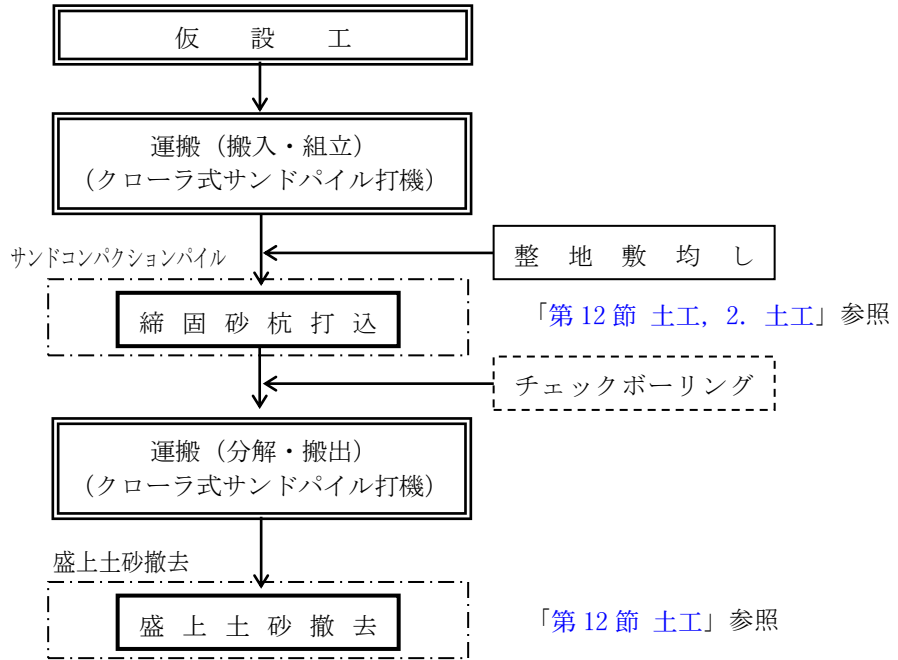 仮設工
運搬（搬入・組立）
（クローラ式サンドパイル打機）
サンドコンパクションパイル
整地敷均し
締固砂杭打込
「第12節 土工, 2. 土工」参照
チェックボーリング
運搬（分解・搬出）
（クローラ式サンドパイル打機）
盛上土砂撤去
盛上土砂撤去
「第12節 土工」参照